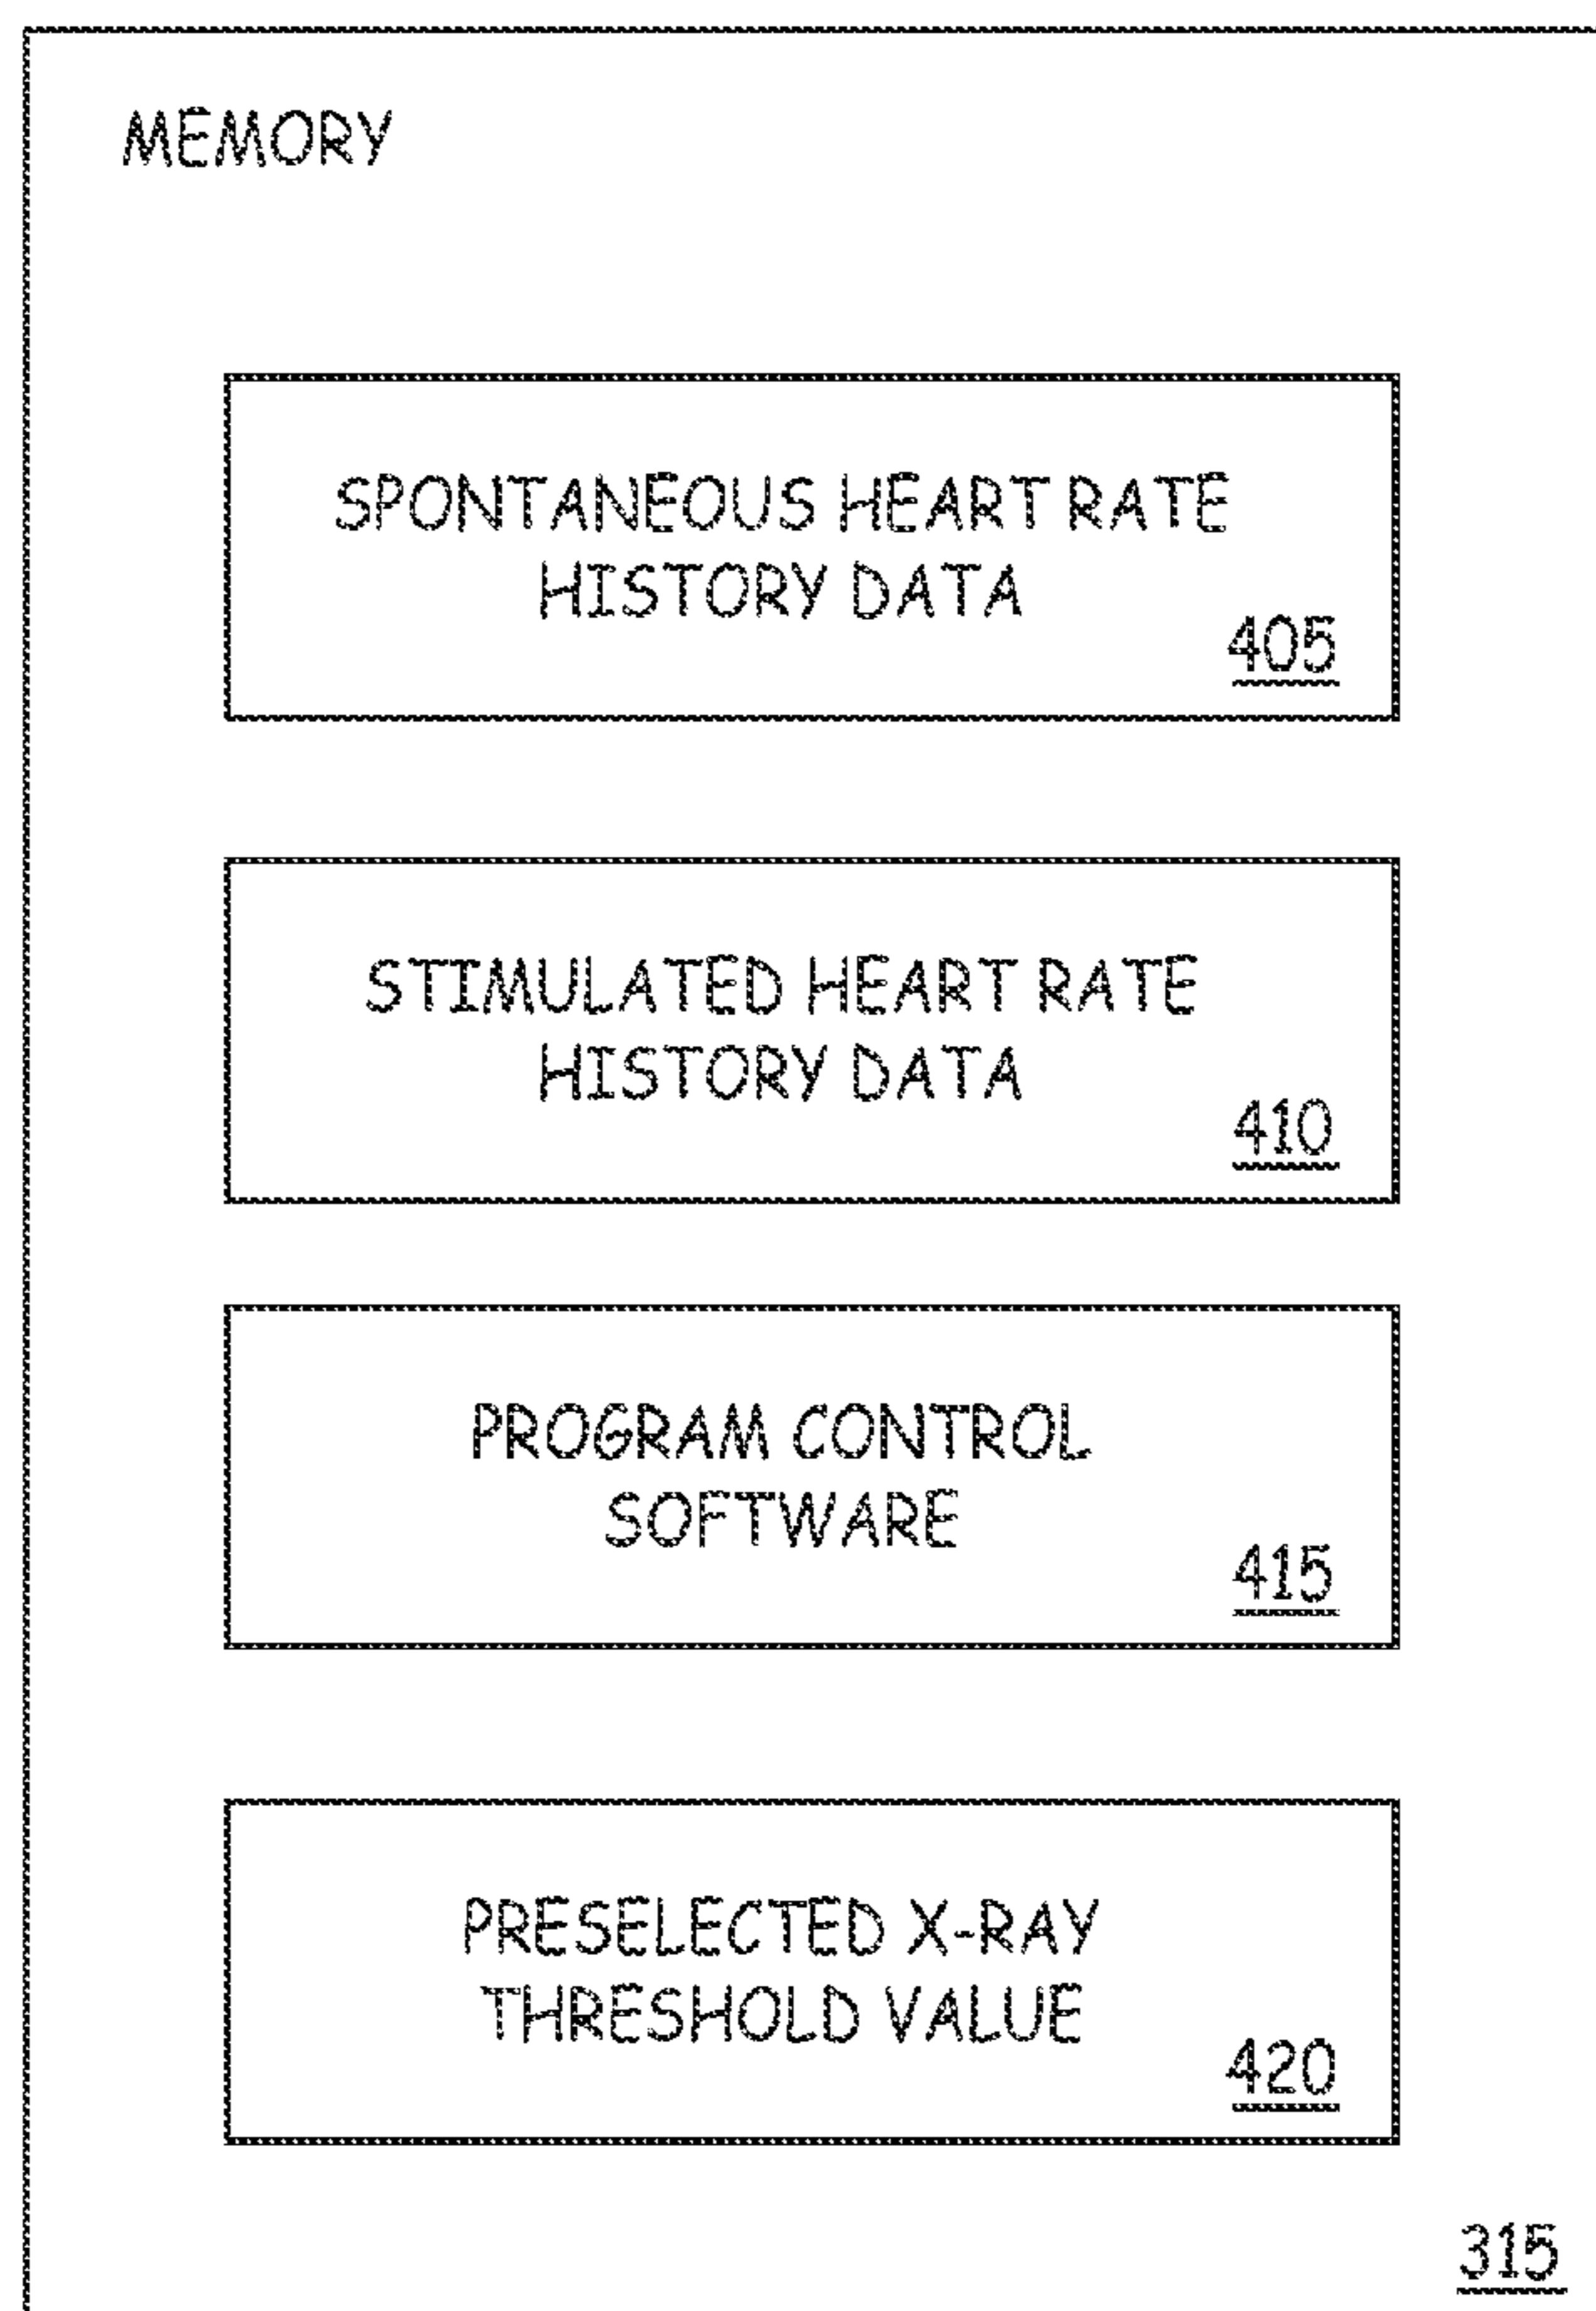 MEMORY
SPONTANEOUS HEART RATE
HISTORY DATA
405
STIMULATED HEART RATE
HISTORY DATA
410
PROGRAM CONTROL
SOFTWARE
415
PRESELECTED X-RAY
THRESHOLD VALUE
420
315